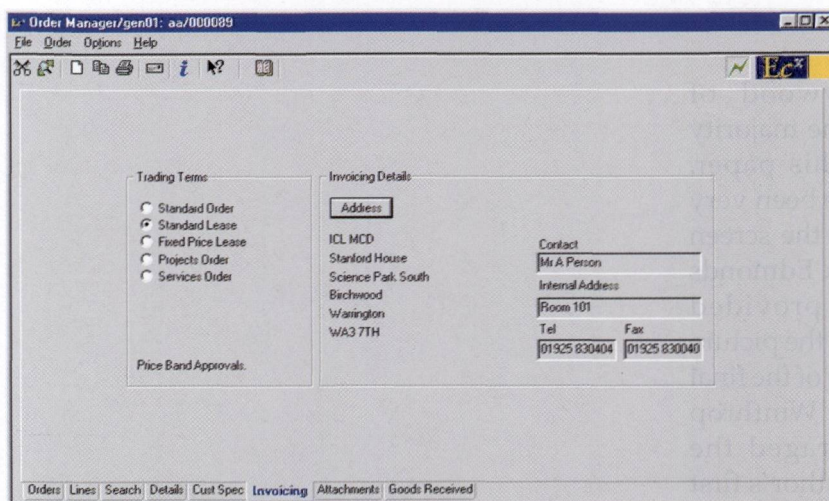 Order Manager/gen01: aa/000089
File Order Options Help
Ecx
Trading Terms
Standard Order
Standard Lease
Fixed Price Lease
Projects Order
Services Order
Price Band Approvals.
Invoicing Details
Address
ICL MCD
Stanford House
Science Park South
Birchwood
Warrington
WA3 7TH
Contact
Mr A Person
Internal Address
Room 101
Tel Fax
01925 830404 01925 830040
Orders Lines Search Details Cust Spec Invoicing Attachments Goods Received